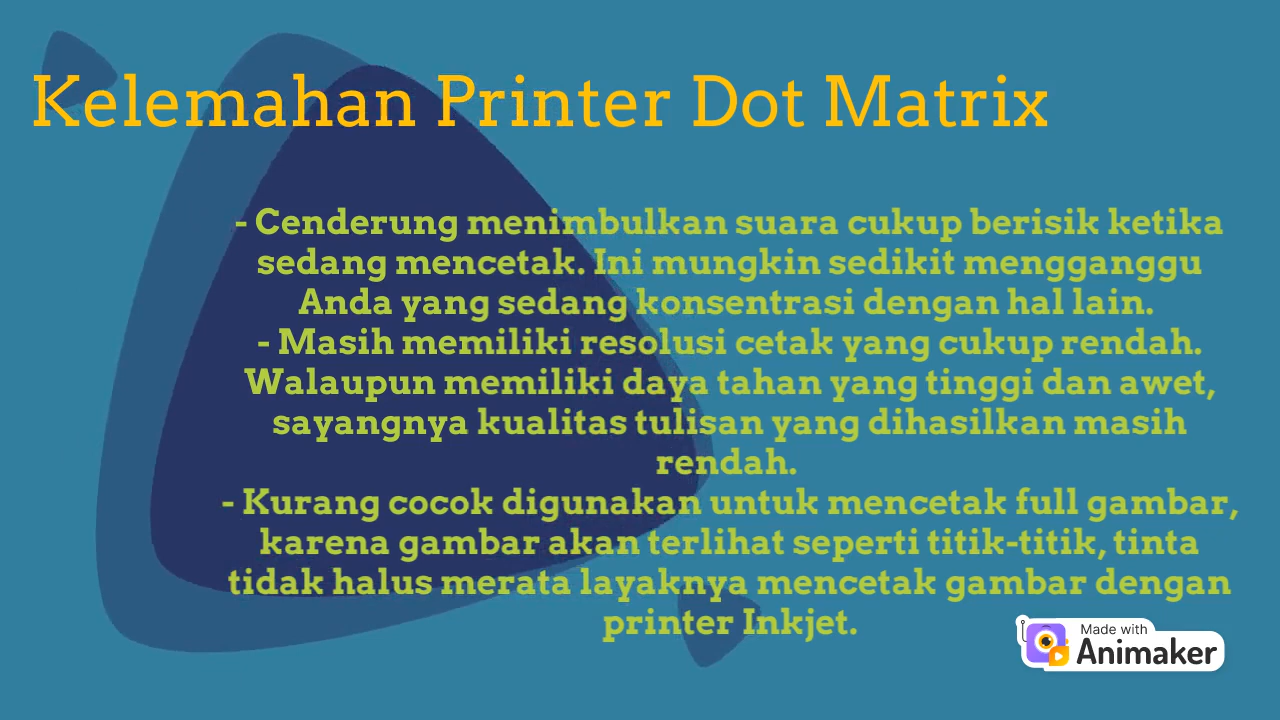 Kelemahan Printer Dot Matrix
- Cenderung menimbulkan suara cukup berisik ketika
sedang mencetak. Ini mungkin sedikit mengganggu
Anda yang sedang konsentrasi dengan hal lain.
- Masih memiliki resolusi cetak yang cukup rendah.
Walaupun memiliki daya tahan yang tinggi dan awet,
sayangnya kualitas tulisan yang dihasilkan masih
rendah.
- Kurang cocok digunakan untuk mencetak full gambar,
karena gambar akan terlihat seperti titik-titik, tinta
tidak halus merata layaknya mencetak gambar dengan
printer Inkjet.
Made with
Animaker